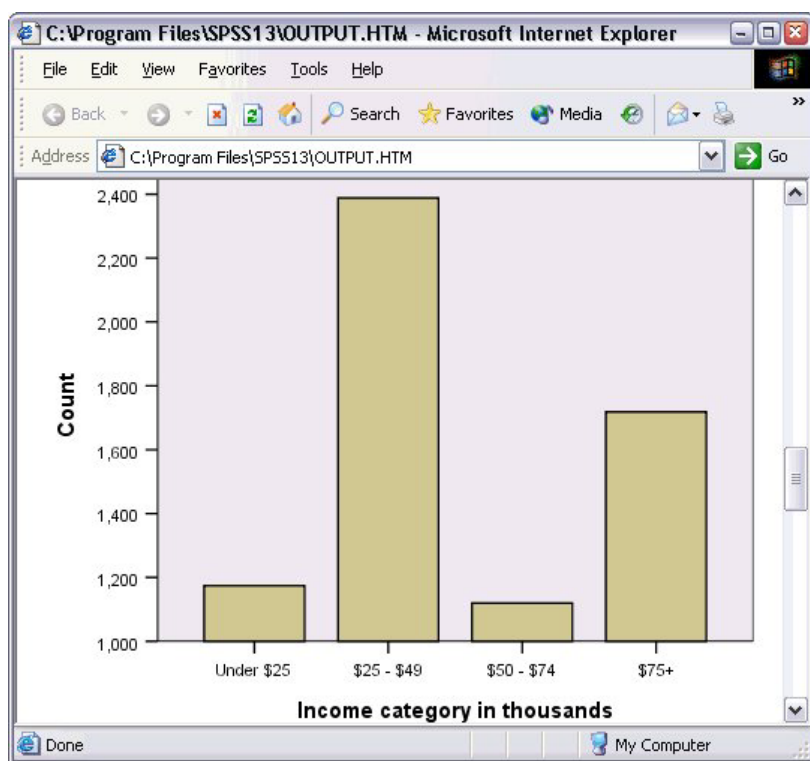 C:\Program Files\SPSS13\OUTPUT.HTM - Microsoft Internet Explorer
File Edit View Favorites Tools Help
Back Search Favorites Media »
Address C:\Program Files\SPSS13\OUTPUT.HTM Go
2,400
2,200
2,000
1,800
1,600
1,400
1,200
1,000
Count
Under $25 $25 - $49 $50 - $74 $75+
Income category in thousands
Done My Computer